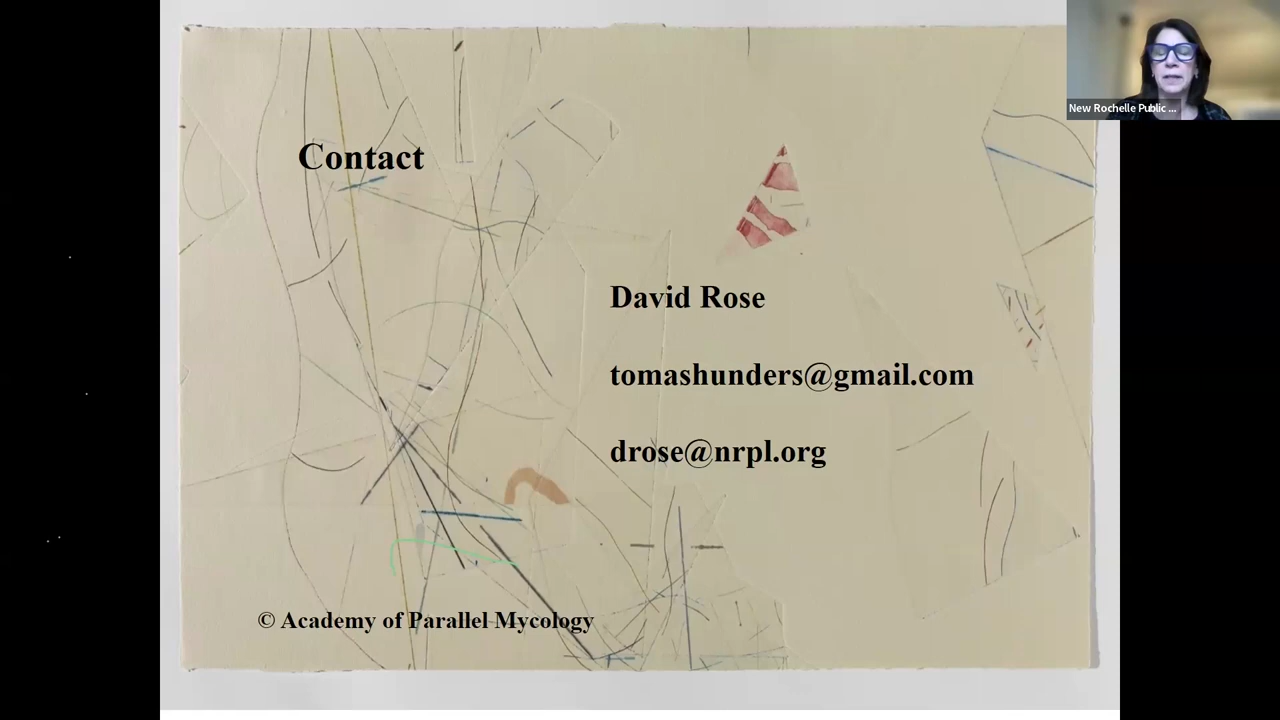 Contact
New Rochelle Public ...
David Rose
tomashunders@gmail.com
drose@nrpl.org
© Academy of Parallel Mycology